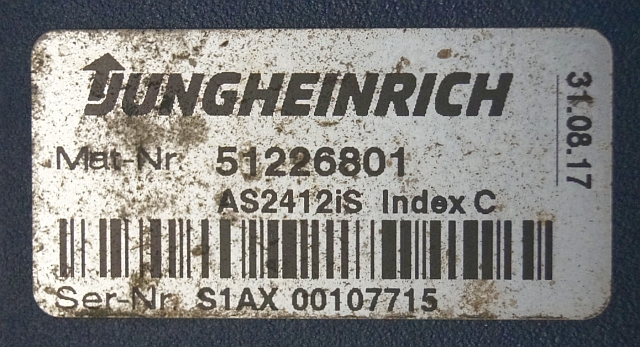 JUNGHEINRICH
31.08.17
Mat-Nr. 51226801
AS2412iS Index C
Ser-Nr. S1AX 00107715